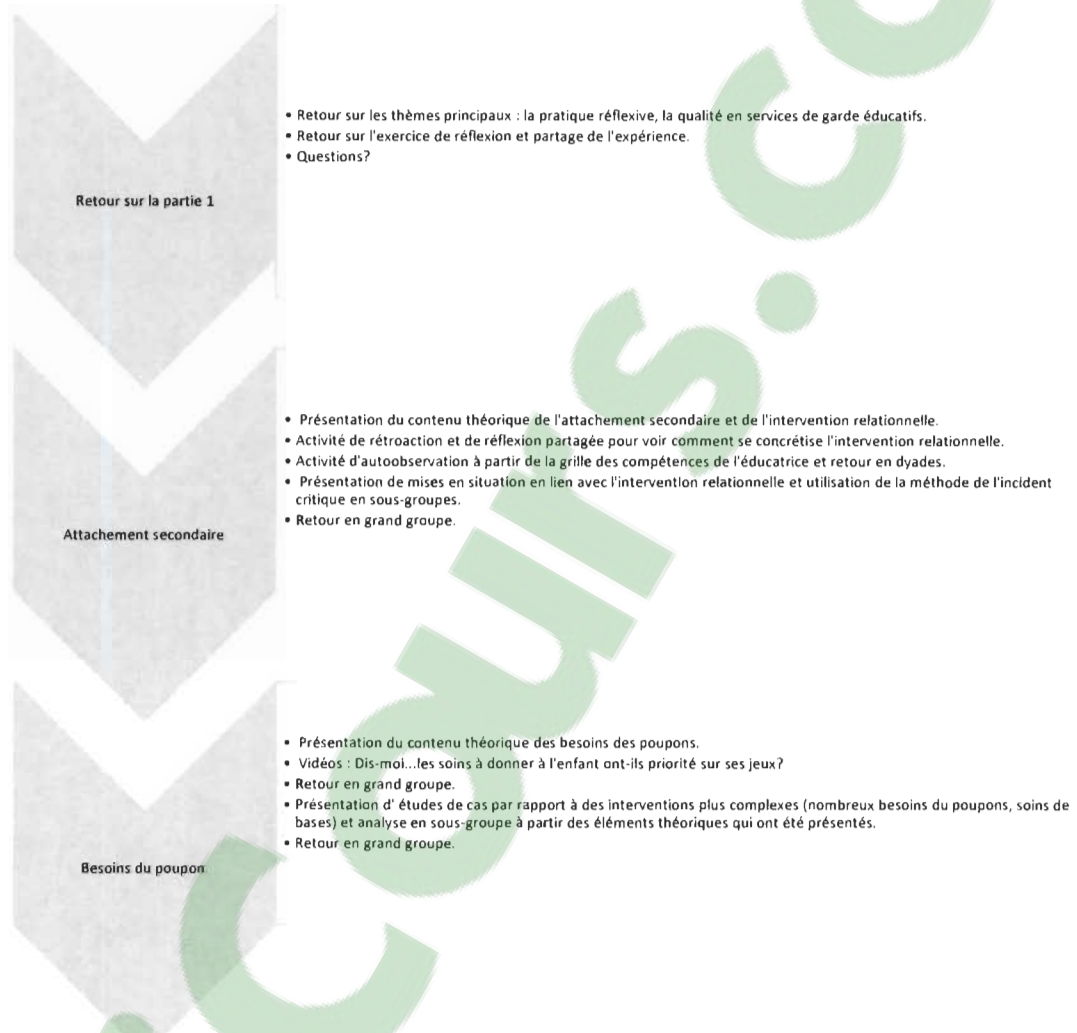 • Retour sur les thèmes principaux : la pratique réflexive, la qualité en services de garde éducatifs.
• Retour sur l'exercice de réflexion et partage de l'expérience.
• Questions?
Retour sur la partie 1
• Présentation du contenu théorique de l'attachement secondaire et de l'intervention relationnelle.
• Activité de rétroaction et de réflexion partagée pour voir comment se concrétise l'intervention relationnelle.
• Activité d'autoobservation à partir de la grille des compétences de l'éducatrice et retour en dyades.
• Présentation de mises en situation en lien avec l'intervention relationnelle et utilisation de la méthode de l'incident
critique en sous-groupes.
• Retour en grand groupe.
Attachement secondaire
• Présentation du contenu théorique des besoins des poupons.
• Vidéos : Dis-moi...les soins à donner à l'enfant ont-ils priorité sur ses jeux?
• Retour en grand groupe.
• Présentation d' études de cas par rapport à des interventions plus complexes (nombreux besoins du poupons, soins de
bases) et analyse en sous-groupe à partir des éléments théoriques qui ont été présentés.
• Retour en grand groupe.
Besoins du poupon
cours.co